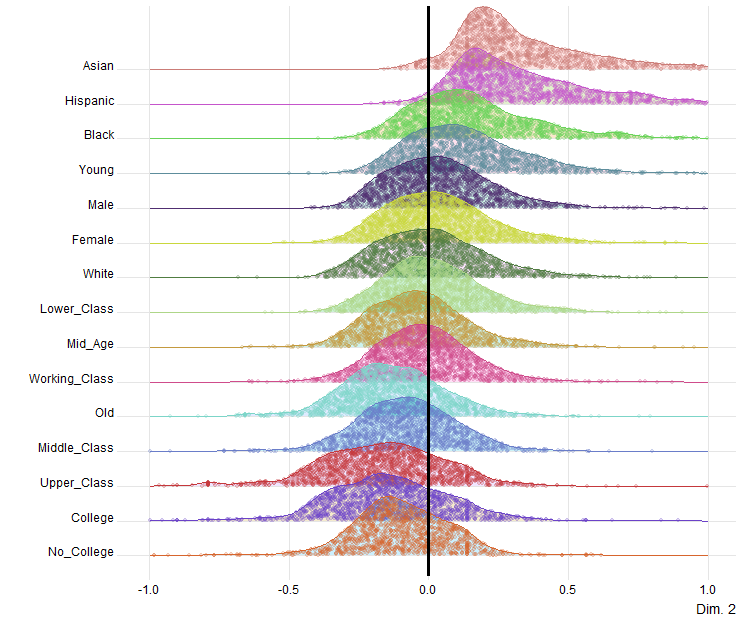 Asian
Hispanic
Black
Young
Male
Female
White
Lower_Class
Mid_Age
Working_Class
Old
Middle_Class
Upper_Class
College
No_College
-1.0 -0.5 0.0 0.5 1.0
Dim. 2